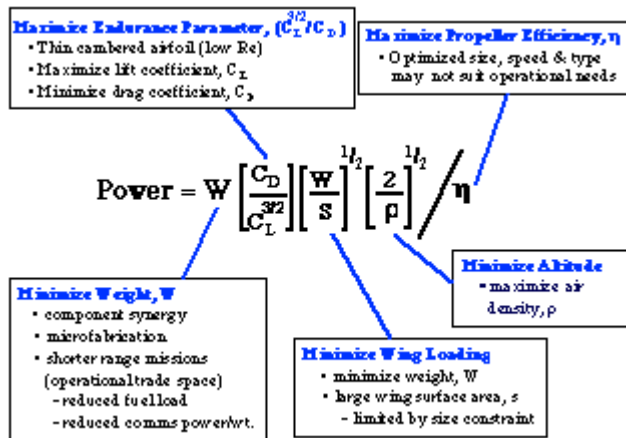 Maximize Endurance Parameter, (C_L^3/2/C_D)
• Thin cambered airfoil (low Re)
• Maximize lift coefficient, C_L
• Minimize drag coefficient, C_D
Maximize Propeller Efficiency, η
• Optimized size, speed & type
may not suit operational needs
Power = W [C_D/C_L^3/2] [W/S]^1/2 [2/ρ]^1/2 / η
Minimize Weight, W
• component synergy
• microfabrication
• shorter range missions
(operational trade space)
– reduced fuel load
– reduced comms power/wt.
Minimize Wing Loading
• minimize weight, W
• large wing surface area, s
– limited by size constraint
Minimize Altitude
• maximize air
density, ρ